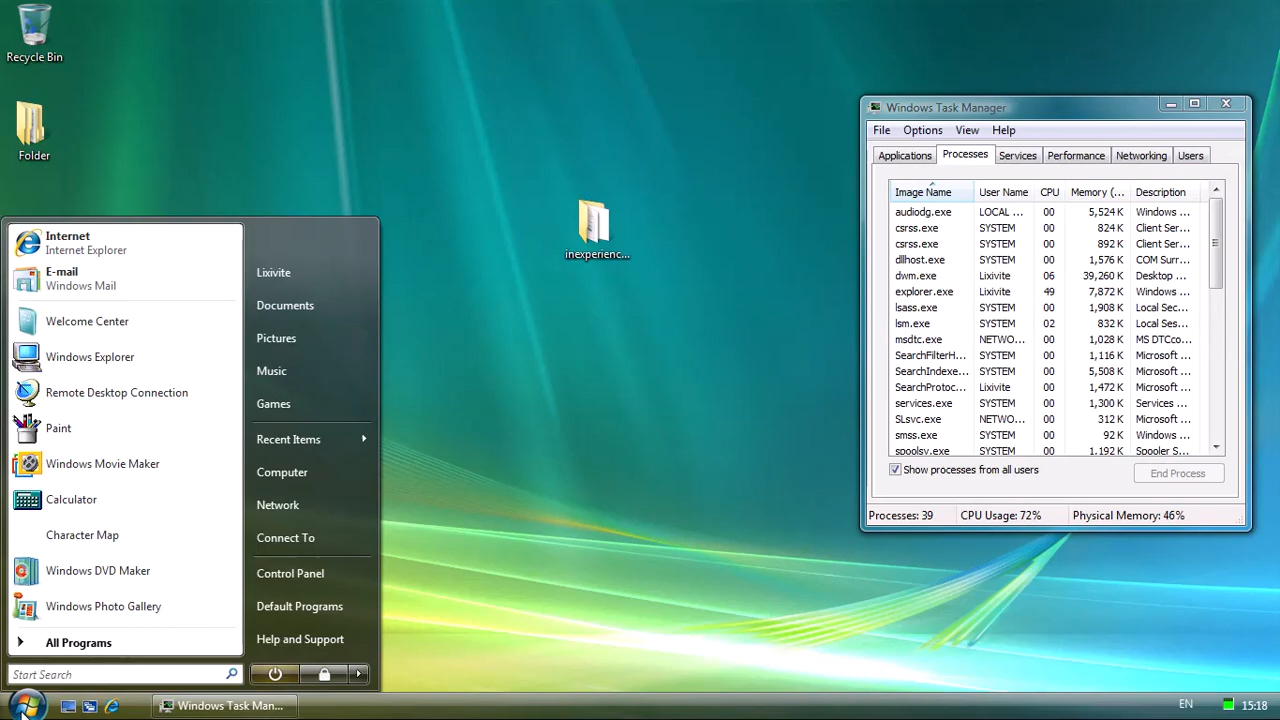 Recycle Bin
Folder
inexperienc...
Internet
Internet Explorer
E-mail
Windows Mail
Welcome Center
Windows Explorer
Remote Desktop Connection
Paint
Windows Movie Maker
Calculator
Character Map
Windows DVD Maker
Windows Photo Gallery
All Programs
Start Search
Lixivite
Documents
Pictures
Music
Games
Recent Items
Computer
Network
Connect To
Control Panel
Default Programs
Help and Support
Windows Task Manager
File Options View Help
Applications Processes Services Performance Networking Users
Image Name User Name CPU Memory (... Description
audiodg.exe LOCAL ... 00 5,524 K Windows ...
csrss.exe SYSTEM 00 824 K Client Ser...
csrss.exe SYSTEM 00 892 K Client Ser...
dllhost.exe SYSTEM 00 1,576 K COM Surr...
dwm.exe Lixivite 06 39,260 K Desktop ...
explorer.exe Lixivite 49 7,872 K Windows ...
lsass.exe SYSTEM 00 1,908 K Local Sec...
lsm.exe SYSTEM 02 832 K Local Ses...
msdtc.exe NETWO... 00 1,028 K MS DTCco...
SearchFilterH... SYSTEM 00 1,116 K Microsoft ...
SearchIndexe... SYSTEM 00 5,508 K Microsoft ...
SearchProtoc... Lixivite 00 1,472 K Microsoft ...
services.exe SYSTEM 00 1,300 K Services ...
SLsvc.exe NETWO... 00 312 K Microsoft ...
smss.exe SYSTEM 00 92 K Windows ...
spoolsv.exe SYSTEM 00 1,192 K Spooler S...
Show processes from all users
End Process
Processes: 39 CPU Usage: 72% Physical Memory: 46%
Windows Task Man...
EN
15:18